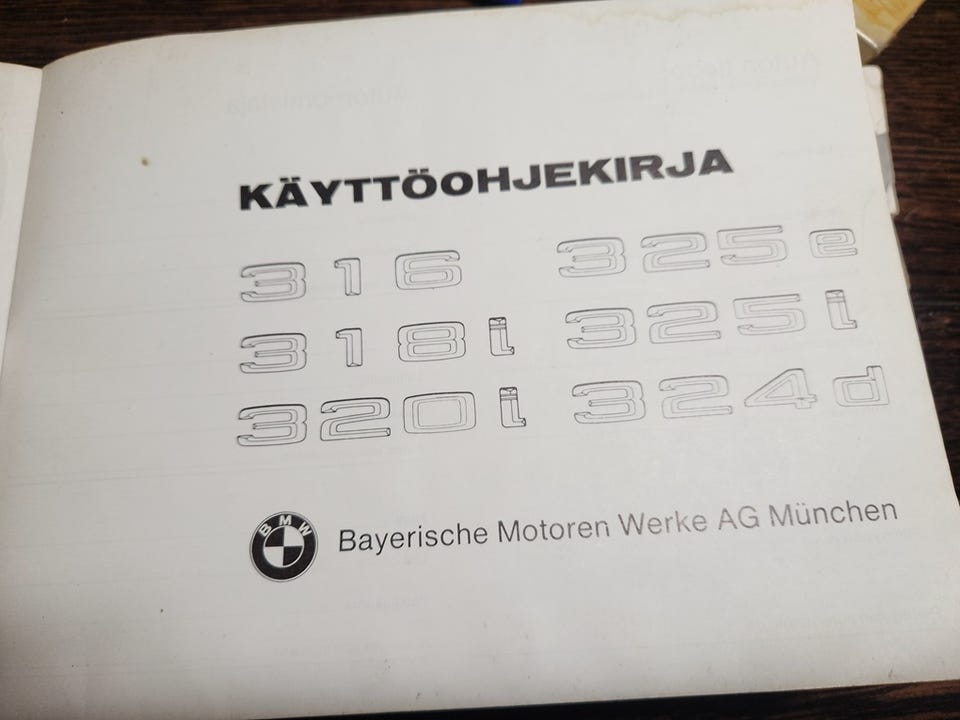 KÄYTTÖOHJEKIRJA
316 325e
318i 325i
320i 324d
BMW Bayerische Motoren Werke AG München